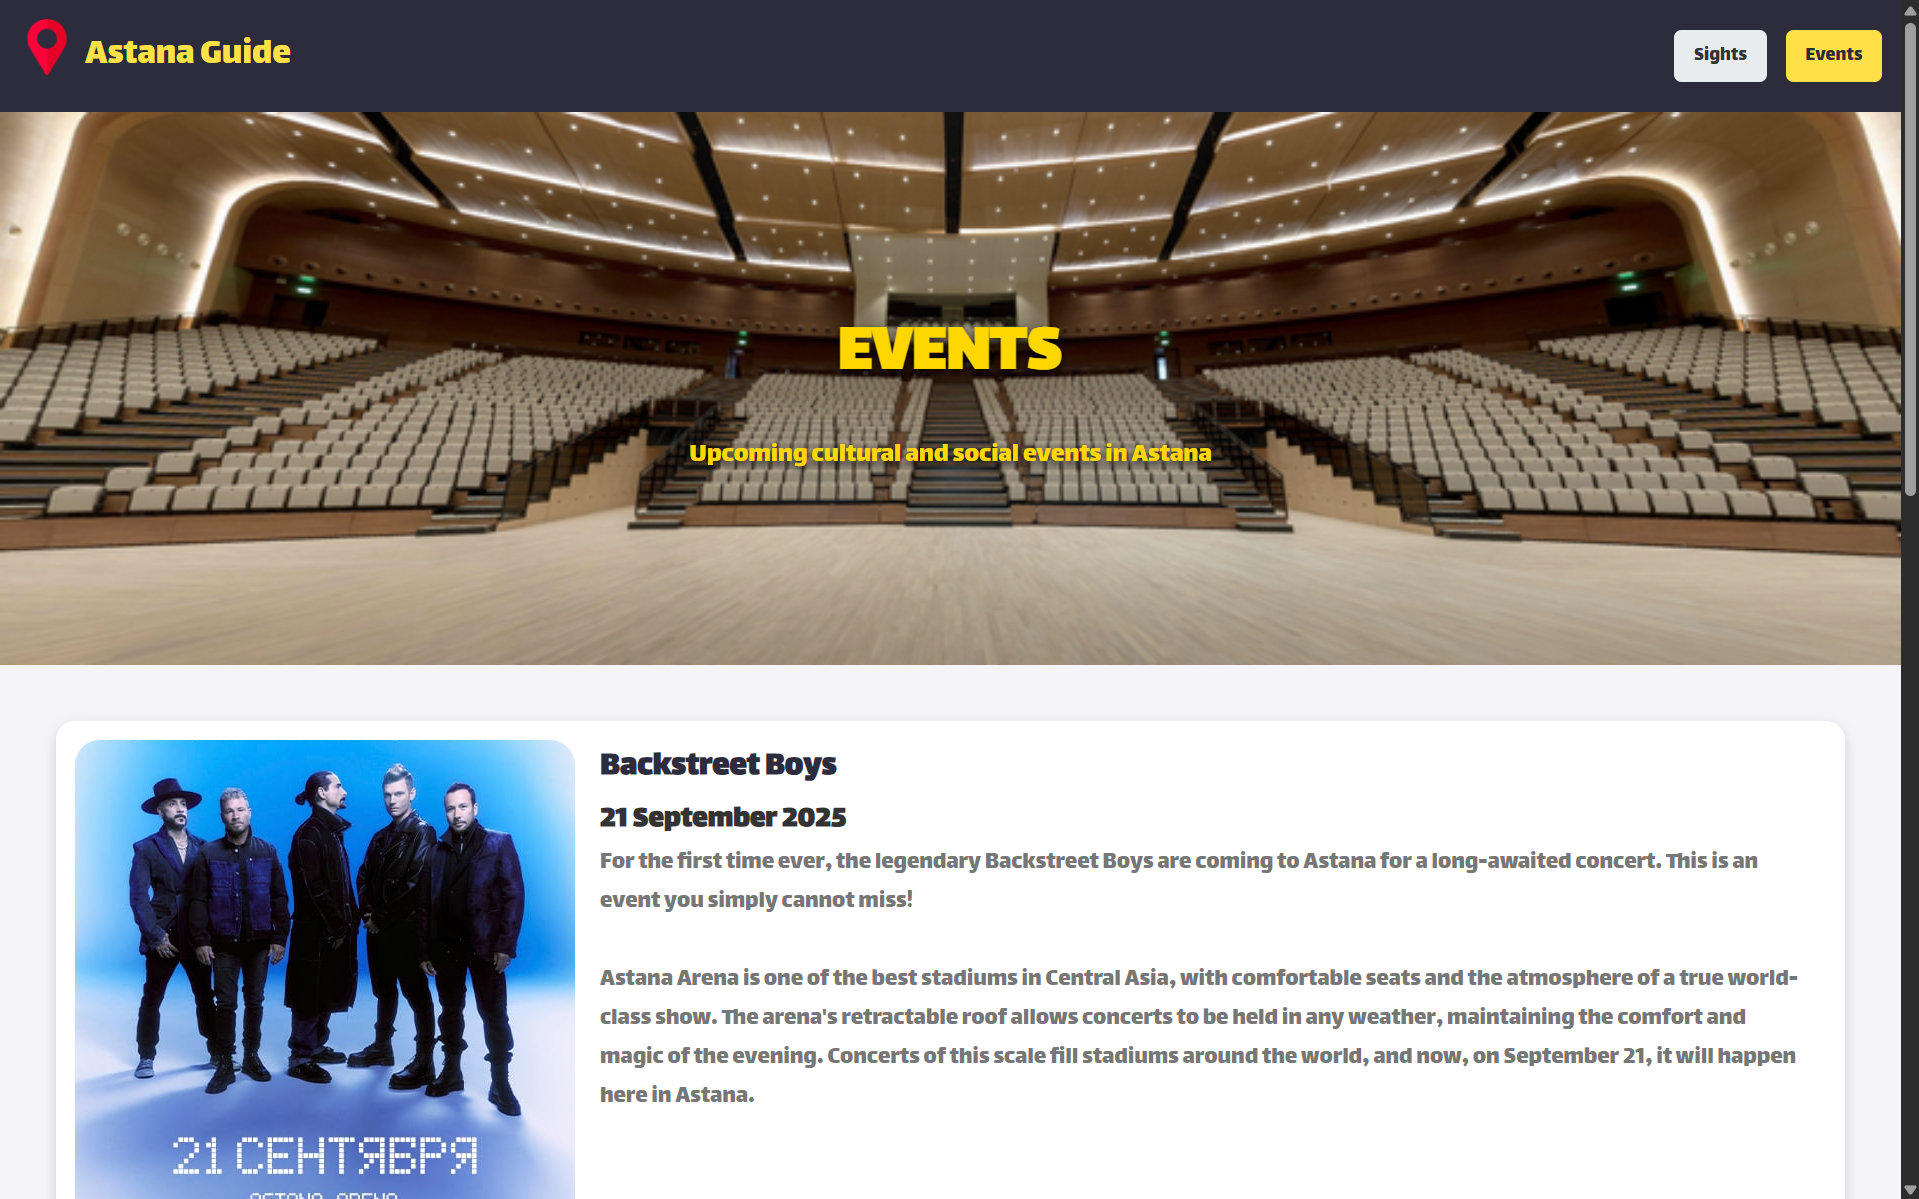 Astana Guide
Sights
Events
EVENTS
Upcoming cultural and social events in Astana
Backstreet Boys
21 September 2025
For the first time ever, the legendary Backstreet Boys are coming to Astana for a long-awaited concert. This is an
event you simply cannot miss!
Astana Arena is one of the best stadiums in Central Asia, with comfortable seats and the atmosphere of a true world-
class show. The arena's retractable roof allows concerts to be held in any weather, maintaining the comfort and
magic of the evening. Concerts of this scale fill stadiums around the world, and now, on September 21, it will happen
here in Astana.
21 СЕНТЯБРЯ
ASTANA ARENA